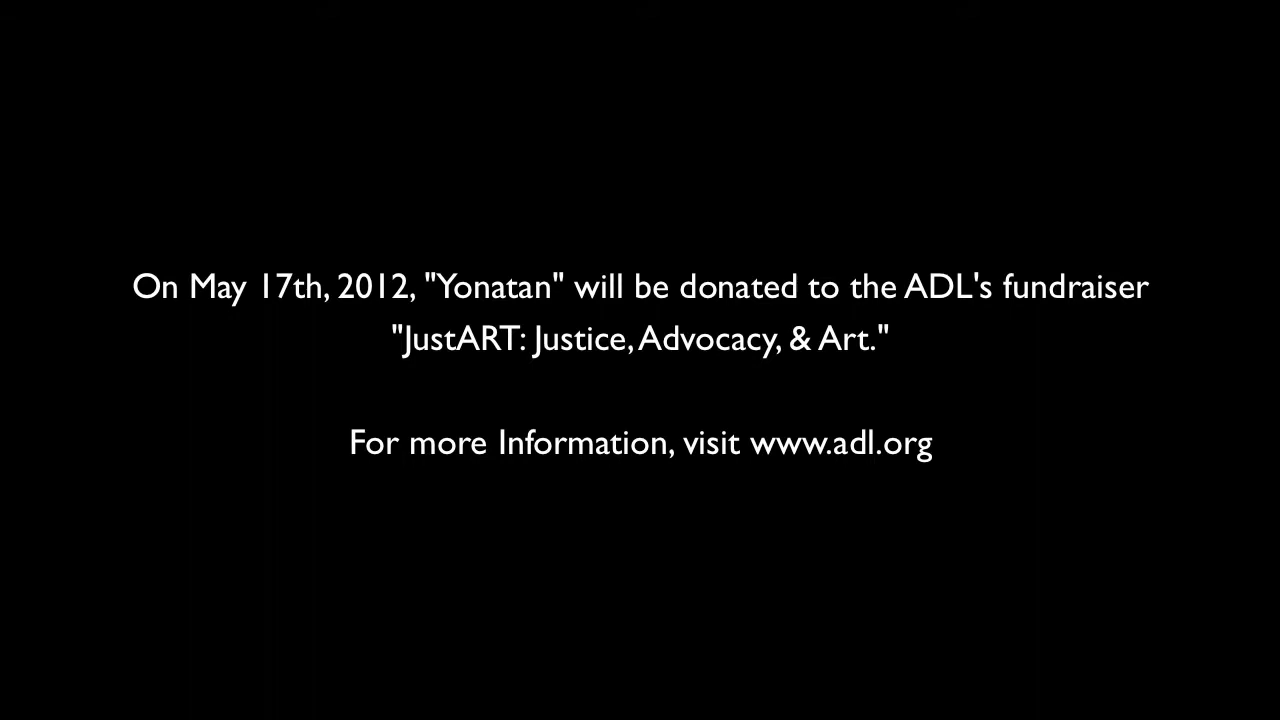 On May 17th, 2012, "Yonatan" will be donated to the ADL's fundraiser
"JustART: Justice, Advocacy, & Art."
For more Information, visit www.adl.org